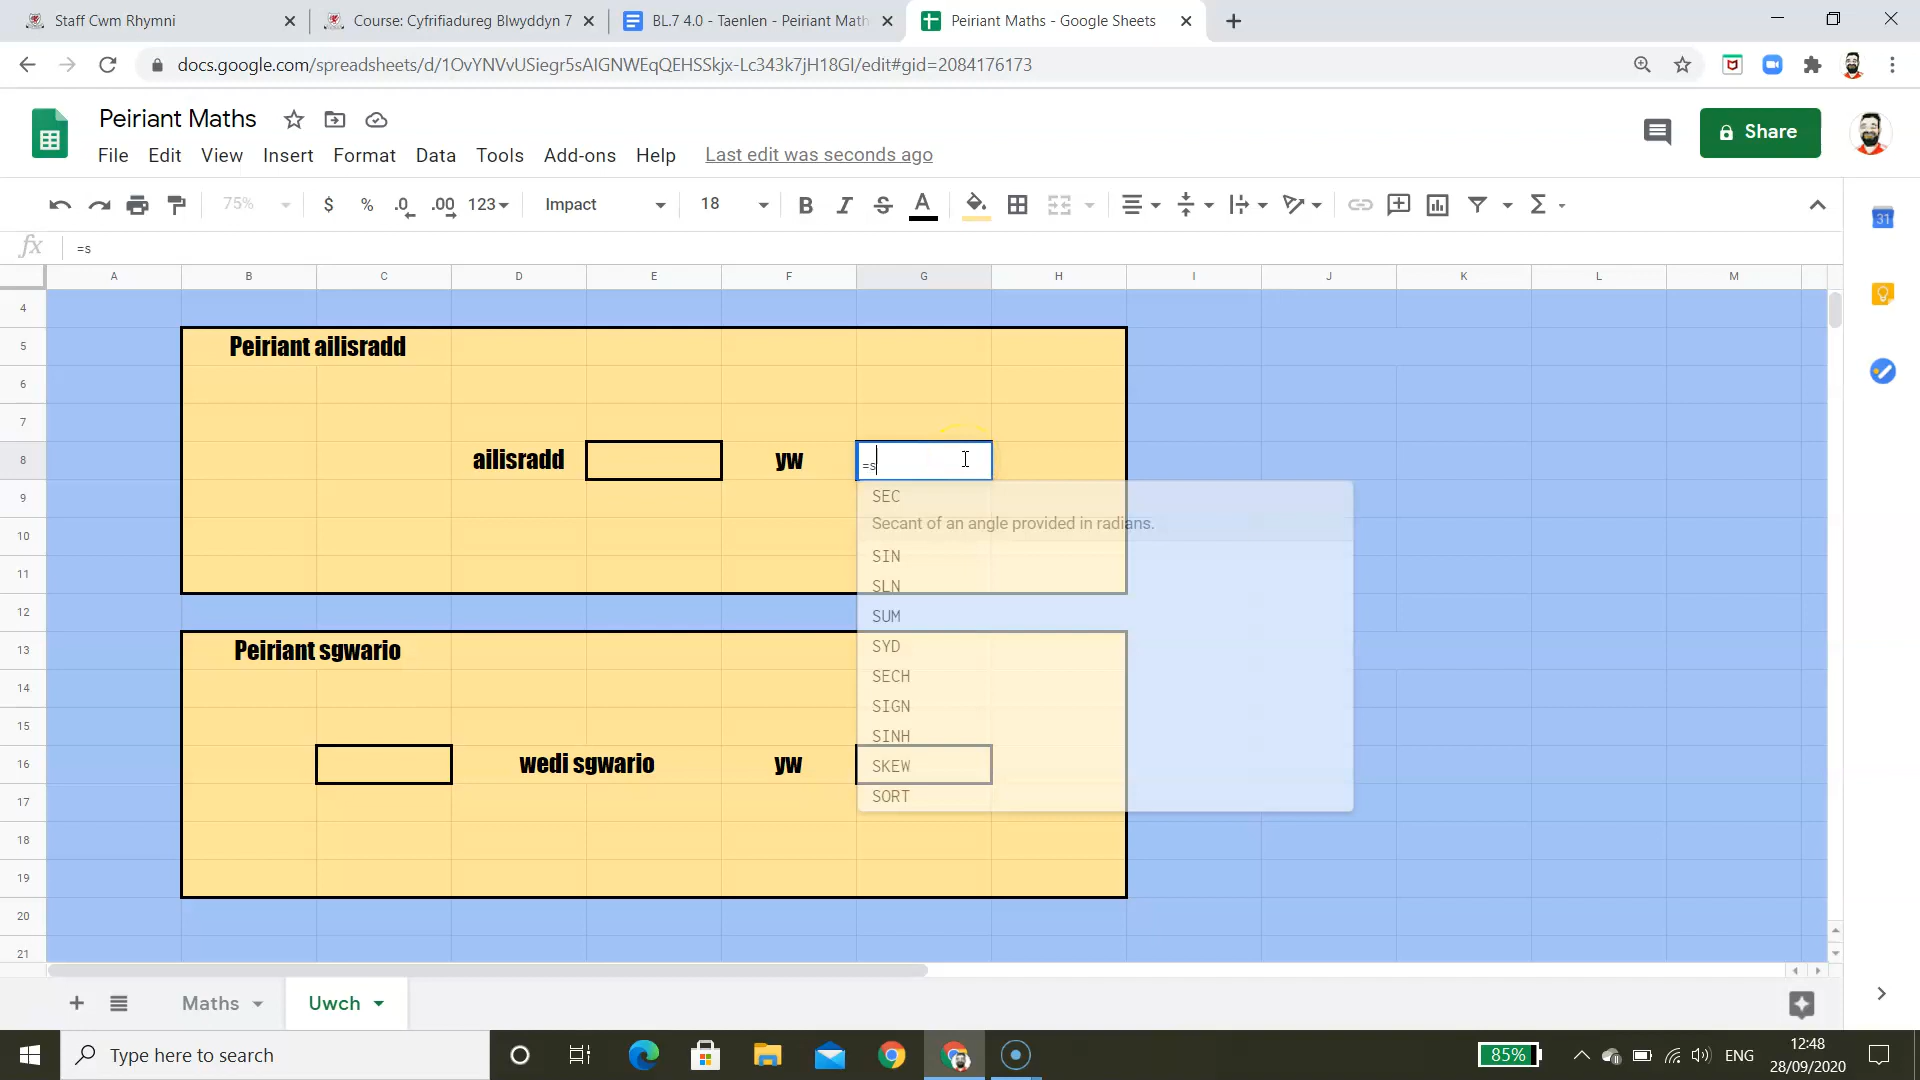 Staff Cwm Rhymni
Course: Cyfrifiadureg Blwyddyn 7
BL.7 4.0 - Taenlen - Peiriant Math
Peiriant Maths - Google Sheets
docs.google.com/spreadsheets/d/1OvYNVvUSiegr5sAIGNWEqQEHSSkjx-Lc343k7jH18GI/edit#gid=2084176173
Peiriant Maths
Share
File Edit View Insert Format Data Tools Add-ons Help Last edit was seconds ago
75% $ % .0 .00 123 Impact 18 B I S A Σ
31
fx =s
A B C D E F G H I J K L M
4
5 Peiriant ailisradd
6
7
8 ailisradd yw =s
SEC
9
Secant of an angle provided in radians.
10
SIN
11
SLN
12 SUM
13 Peiriant sgwario SYD
SECH
14
SIGN
15
SINH
16 wedi sgwario yw SKEW
17 SORT
18
19
20
21
Maths Uwch
Type here to search
85% ENG 12:48
28/09/2020